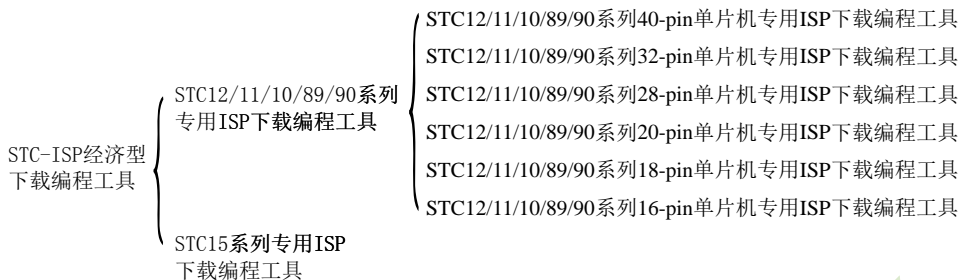 STC-ISP经济型
下载编程工具
STC12/11/10/89/90系列
专用ISP下载编程工具
STC12/11/10/89/90系列40-pin单片机专用ISP下载编程工具
STC12/11/10/89/90系列32-pin单片机专用ISP下载编程工具
STC12/11/10/89/90系列28-pin单片机专用ISP下载编程工具
STC12/11/10/89/90系列20-pin单片机专用ISP下载编程工具
STC12/11/10/89/90系列18-pin单片机专用ISP下载编程工具
STC12/11/10/89/90系列16-pin单片机专用ISP下载编程工具
STC15系列专用ISP
下载编程工具